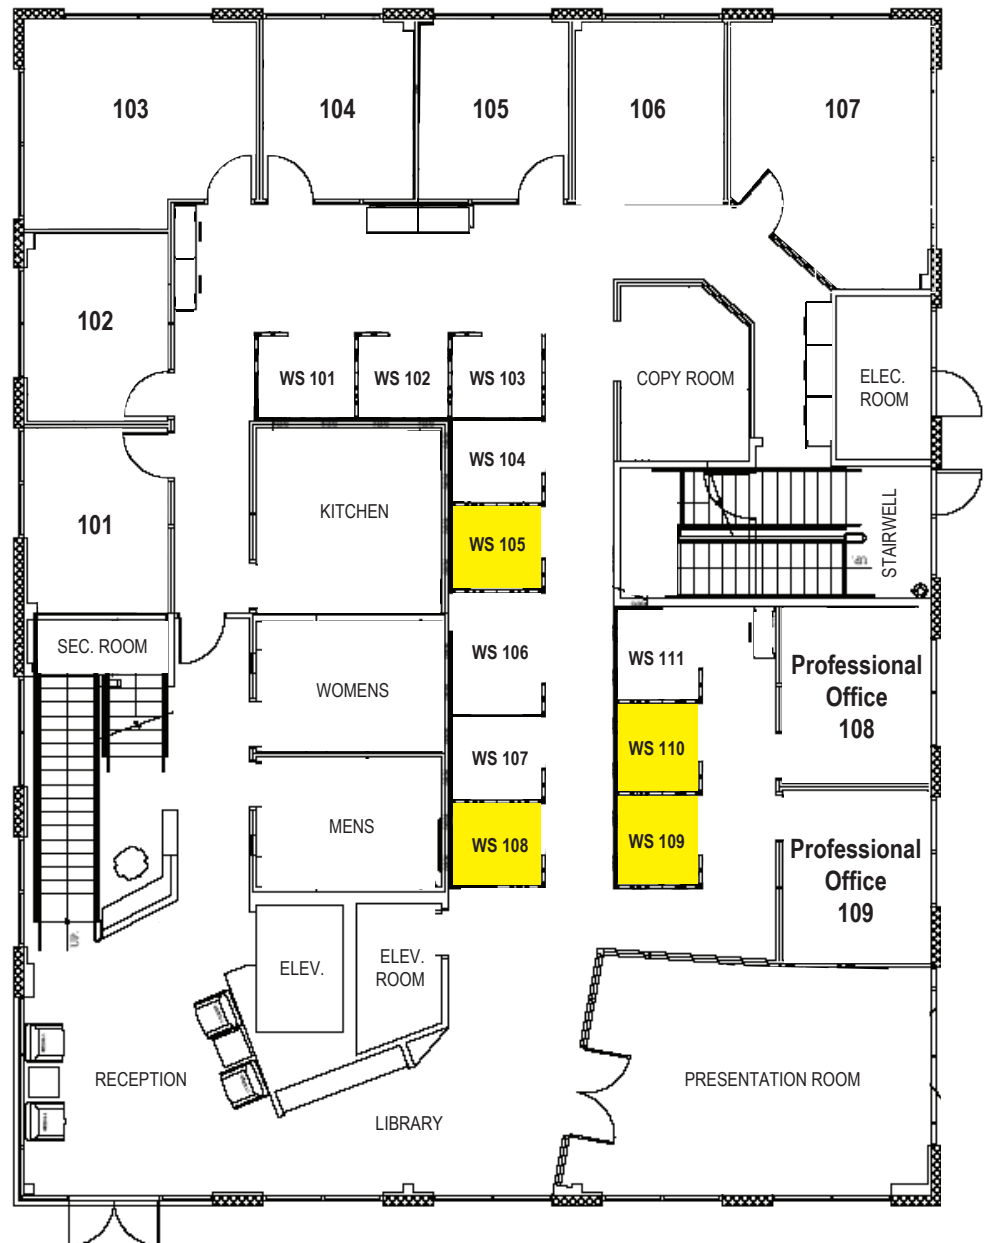 103
104
105
106
107
102
WS 101
WS 102
WS 103
COPY ROOM
ELEC.
ROOM
WS 104
KITCHEN
101
WS 105
STAIRWELL
SEC. ROOM
WOMENS
WS 106
WS 111
Professional
Office
108
WS 110
WS 107
MENS
WS 108
WS 109
Professional
Office
109
UP.
ELEV.
ELEV.
ROOM
RECEPTION
LIBRARY
PRESENTATION ROOM